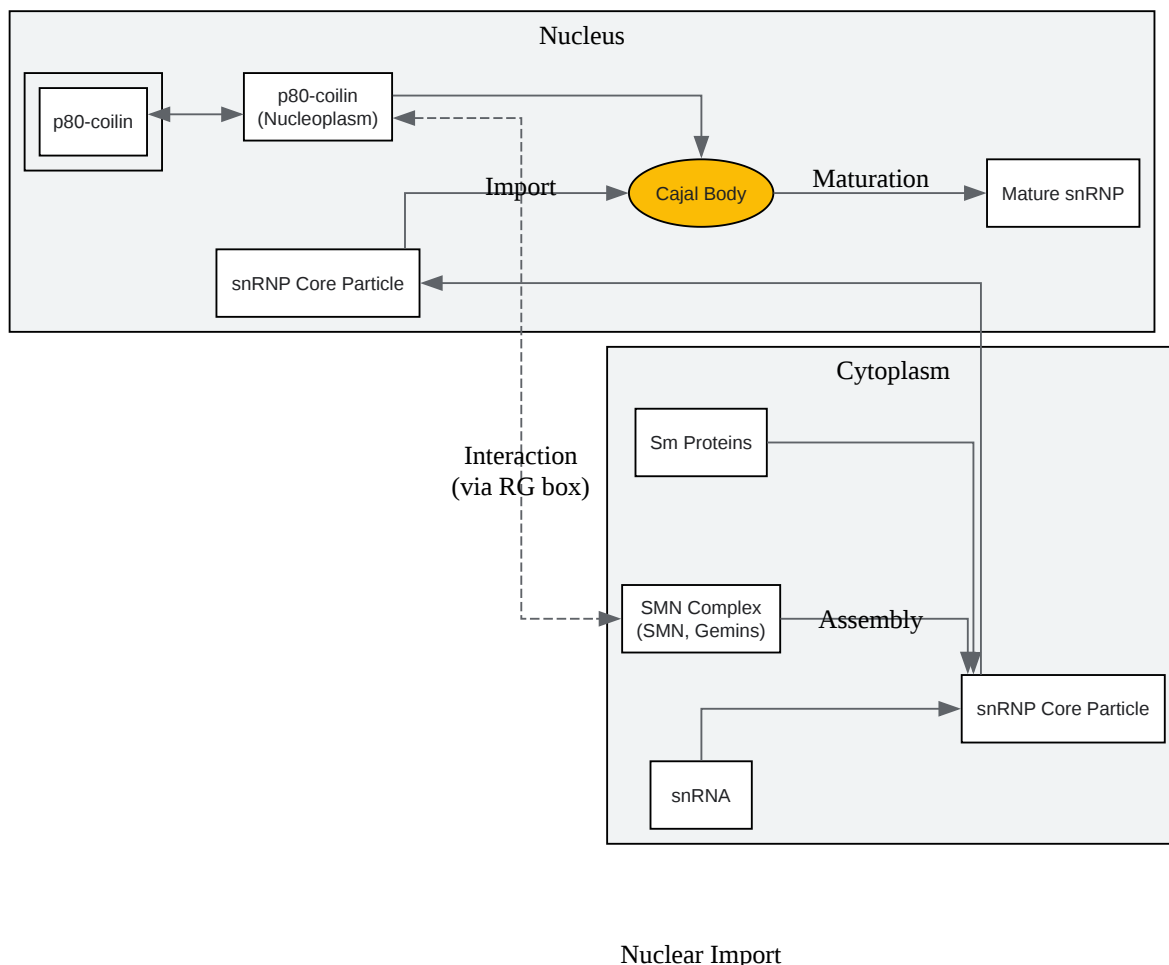 Nucleus
p80-coilin
p80-coilin
(Nucleoplasm)
Import
Cajal Body
Maturation
Mature snRNP
snRNP Core Particle
Cytoplasm
Sm Proteins
Interaction
(via RG box)
SMN Complex
(SMN, Gemins)
Assembly
snRNP Core Particle
snRNA
Nuclear Import